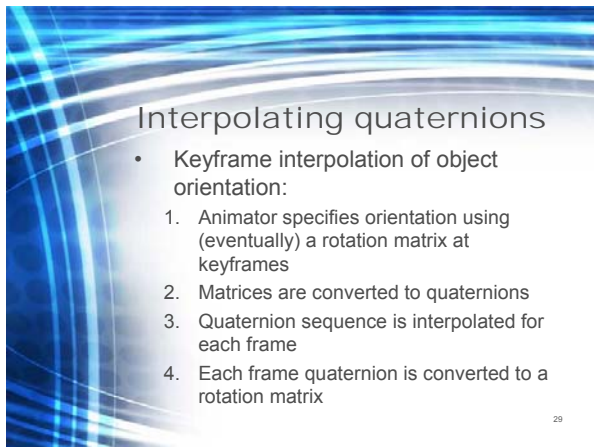 Interpolating quaternions
• Keyframe interpolation of object
orientation:
1. Animator specifies orientation using
(eventually) a rotation matrix at
keyframes
2. Matrices are converted to quaternions
3. Quaternion sequence is interpolated for
each frame
4. Each frame quaternion is converted to a
rotation matrix
29